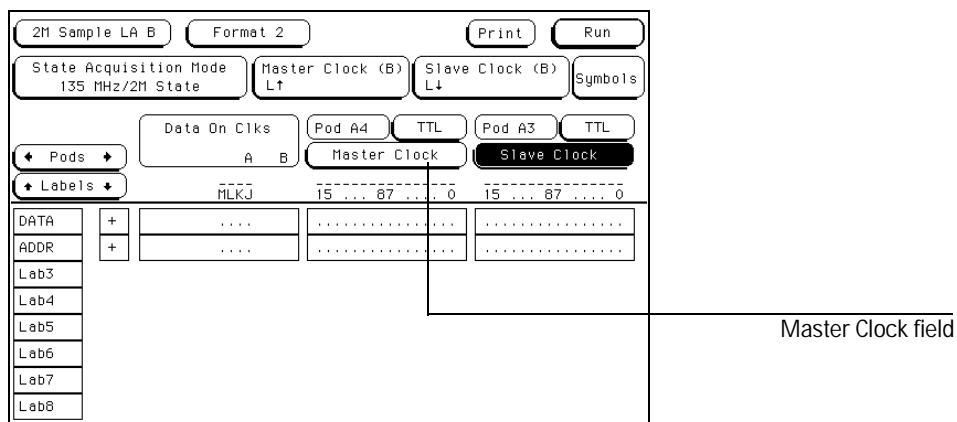 2M Sample LA B Format 2 Print Run
State Acquisition Mode Master Clock (B) Slave Clock (B) Symbols
135 MHz/2M State L↑ L↓
Data On Clks Pod A4 TTL Pod A3 TTL
← Pods → A B Master Clock Slave Clock
↑ Labels ↓ MLKJ 15 ... 87 .... 0 15 ... 87 .... 0
DATA + .... ................ ................
ADDR + .... ................ ................
Lab3
Lab4
Lab5
Lab6
Lab7
Lab8
Master Clock field